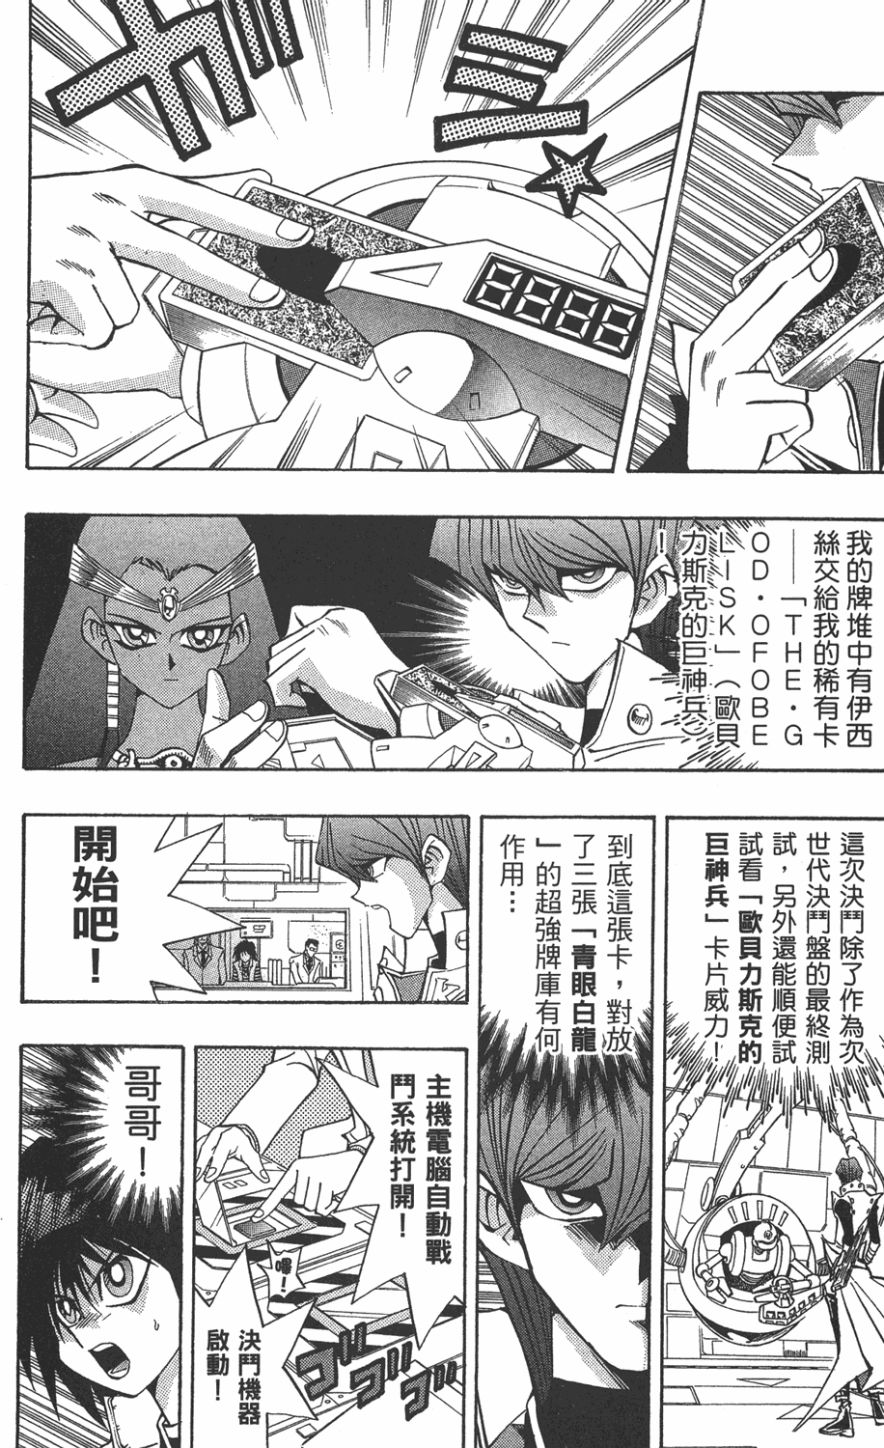 ガシ
8888
我的牌堆中有伊西
絲交給我的稀有卡
——「THE・G
OD・OFOBE
LISK」（歐貝
力斯克的巨神兵）
！
這次決鬥除了作為次
世代決鬥盤的最終測
試，另外還能順便試
試看「歐貝力斯克的
巨神兵」卡片威力！
到底這張卡，對放
了三張「青眼白龍
」的超強牌庫有何
作用…
開始吧！
主機電腦自動戰
鬥系統打開！
嗶！
決鬥機器
啟動！
ゴゴゴ
哥哥！